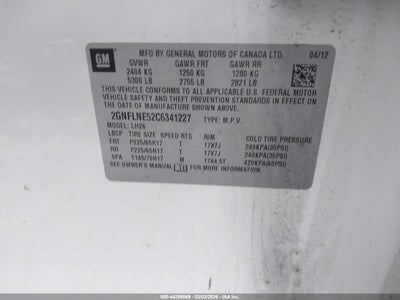 GM
MFD BY GENERAL MOTORS OF CANADA LTD. 04/12
GVWR GAWR FRT GAWR RR
2404 KG 1250 KG 1280 KG
5300 LB 2755 LB 2821 LB
THIS VEHICLE CONFORMS TO ALL APPLICABLE U.S. FEDERAL MOTOR
VEHICLE SAFETY AND THEFT PREVENTION STANDARDS IN EFFECT ON THE
DATE OF MANUFACTURE SHOWN ABOVE.
2GNFLNE52C6341227 TYPE: M.P.V.
MODEL: LH26
LBCP TIRE SIZE SPEED RTG RIM COLD TIRE PRESSURE
FRT P225/65R17 T 17X7J 240KPA(35PSI)
RR P225/65R17 T 17X7J 240KPA(35PSI)
SPA T145/70R17 M 17X4.5T 420KPA(60PSI)
SEE OWNER'S MANUAL FOR MORE INFORMATION.